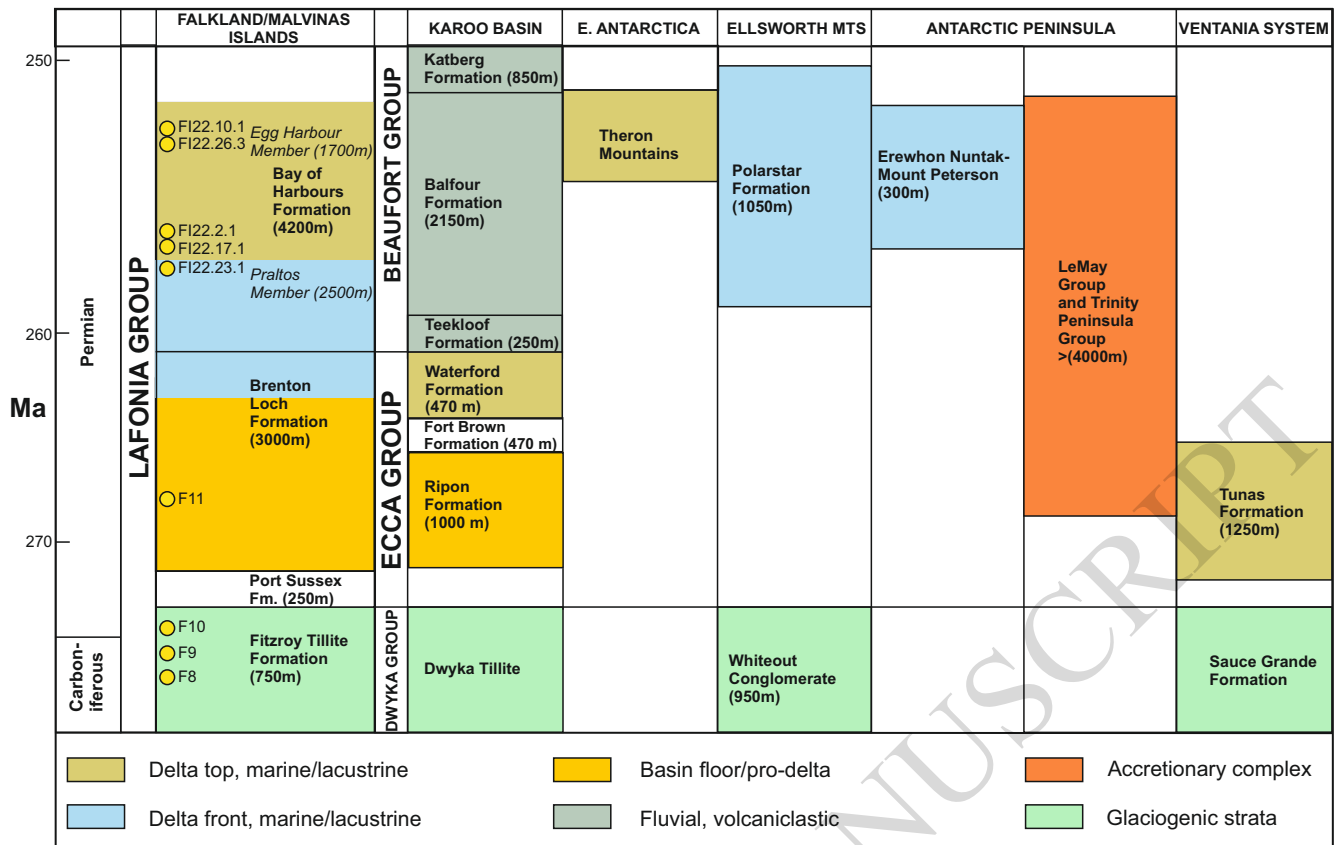 FALKLAND/MALVINAS
ISLANDS
KAROO BASIN
E. ANTARCTICA
ELLSWORTH MTS
ANTARCTIC PENINSULA
VENTANIA SYSTEM
250
260
Ma
270
Permian
Carbon-
iferous
LAFONIA GROUP
FI22.10.1
FI22.26.3
Egg Harbour
Member (1700m)
Bay of
Harbours
Formation
(4200m)
FI22.2.1
FI22.17.1
FI22.23.1
Praltos
Member (2500m)
Brenton
Loch
Formation
(3000m)
F11
Port Sussex
Fm. (250m)
F10
F9
F8
Fitzroy Tillite
Formation
(750m)
BEAUFORT GROUP
ECCA GROUP
DWYKA GROUP
Katberg
Formation (850m)
Balfour
Formation
(2150m)
Teekloof
Formation (250m)
Waterford
Formation
(470 m)
Fort Brown
Formation (470 m)
Ripon
Formation
(1000 m)
Dwyka Tillite
Theron
Mountains
Polarstar
Formation
(1050m)
Whiteout
Conglomerate
(950m)
Erewhon Nuntak-
Mount Peterson
(300m)
LeMay
Group
and Trinity
Peninsula
Group
>(4000m)
Tunas
Forrmation
(1250m)
Sauce Grande
Formation
Delta top, marine/lacustrine
Basin floor/pro-delta
Accretionary complex
Delta front, marine/lacustrine
Fluvial, volcaniclastic
Glaciogenic strata
NUSCRIPT